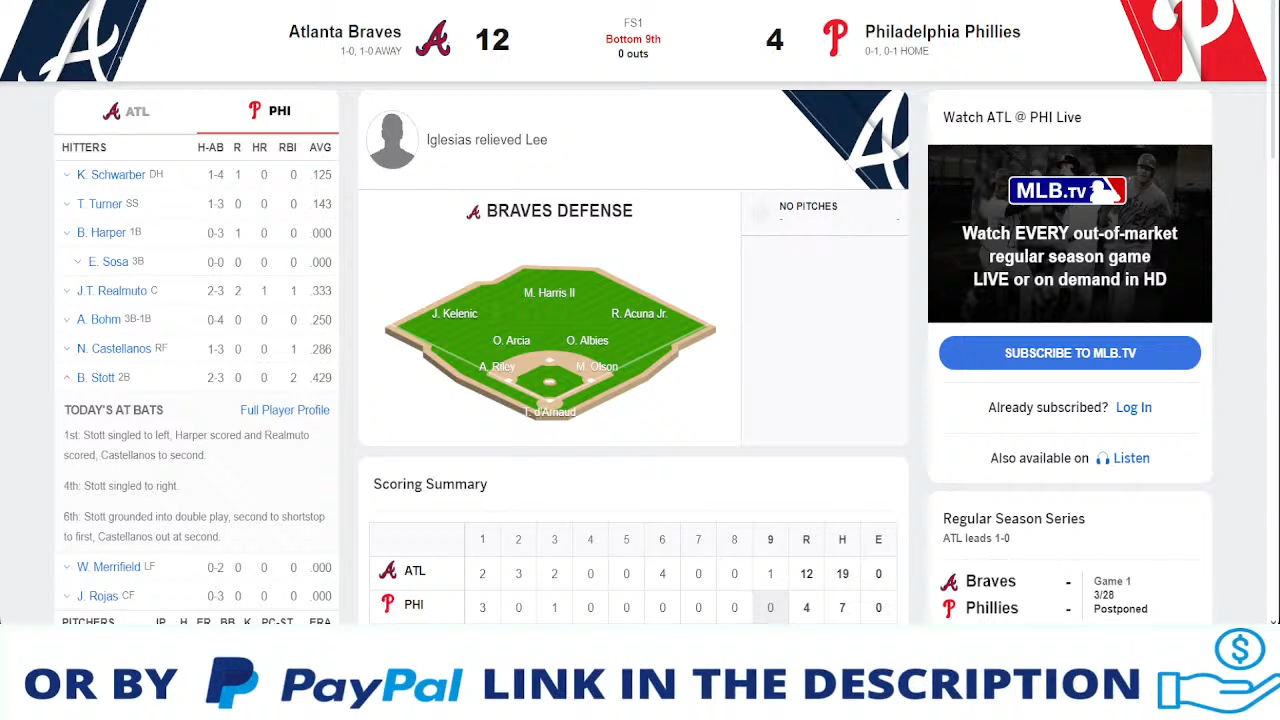 Atlanta Braves
1-0, 1-0 AWAY
12
FS1
Bottom 9th
0 outs
4
Philadelphia Phillies
0-1, 0-1 HOME
ATL
PHI
HITTERS H-AB R HR RBI AVG
K. Schwarber DH 1-4 1 0 0 .125
T. Turner SS 1-3 0 0 0 .143
B. Harper 1B 0-3 1 0 0 .000
E. Sosa 3B 0-0 0 0 0 .000
J.T. Realmuto C 2-3 2 1 1 .333
A. Bohm 3B-1B 0-4 0 0 0 .250
N. Castellanos RF 1-3 0 0 1 .286
B. Stott 2B 2-3 0 0 2 .429
TODAY'S AT BATS Full Player Profile
1st: Stott singled to left, Harper scored and Realmuto
scored, Castellanos to second.
4th: Stott singled to right.
6th: Stott grounded into double play, second to shortstop
to first, Castellanos out at second.
W. Merrifield LF 0-2 0 0 0 .000
J. Rojas CF 0-3 0 0 0 .000
PITCHERS IP H ER BB K PC-ST ERA
Iglesias relieved Lee
BRAVES DEFENSE
M. Harris II
J. Kelenic
R. Acuna Jr.
O. Arcia
O. Albies
A. Riley
M. Olson
T. d'Arnaud
NO PITCHES
- -
Scoring Summary
1 2 3 4 5 6 7 8 9 R H E
ATL 2 3 2 0 0 4 0 0 1 12 19 0
PHI 3 0 1 0 0 0 0 0 0 4 7 0
Watch ATL @ PHI Live
MLB.TV
Watch EVERY out-of-market
regular season game
LIVE or on demand in HD
SUBSCRIBE TO MLB.TV
Already subscribed? Log In
Also available on Listen
Regular Season Series
ATL leads 1-0
Braves -
Phillies -
Game 1
3/28
Postponed
OR BY PayPal LINK IN THE DESCRIPTION